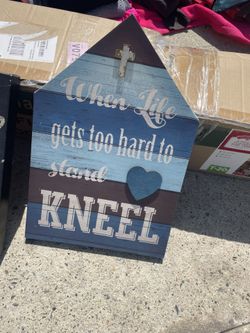 When Life
gets too hard to
stand
KNEEL